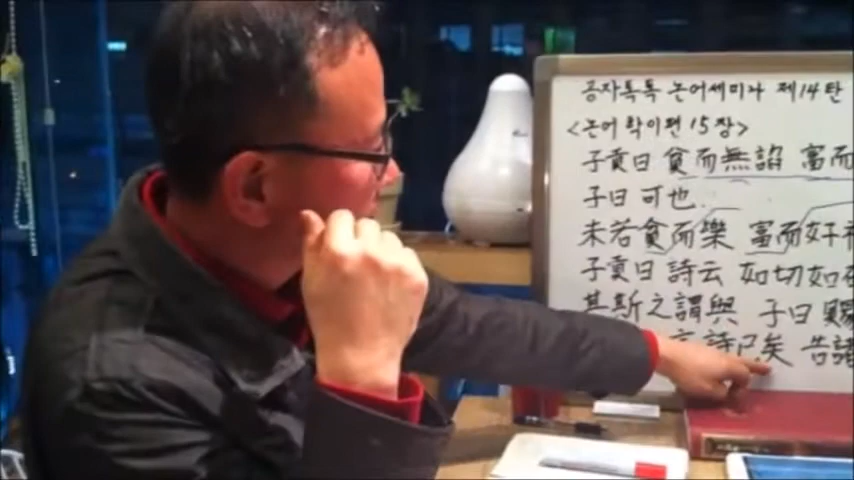 공자톡톡 논어세미나 제14탄
<논어 학이편 15장>
子貢曰 貧而無諂 富而
子曰 可也
未若貧而樂 富而好
子貢曰 詩云 如切如
其斯之謂與 子曰 賜
言詩已矣 告諸